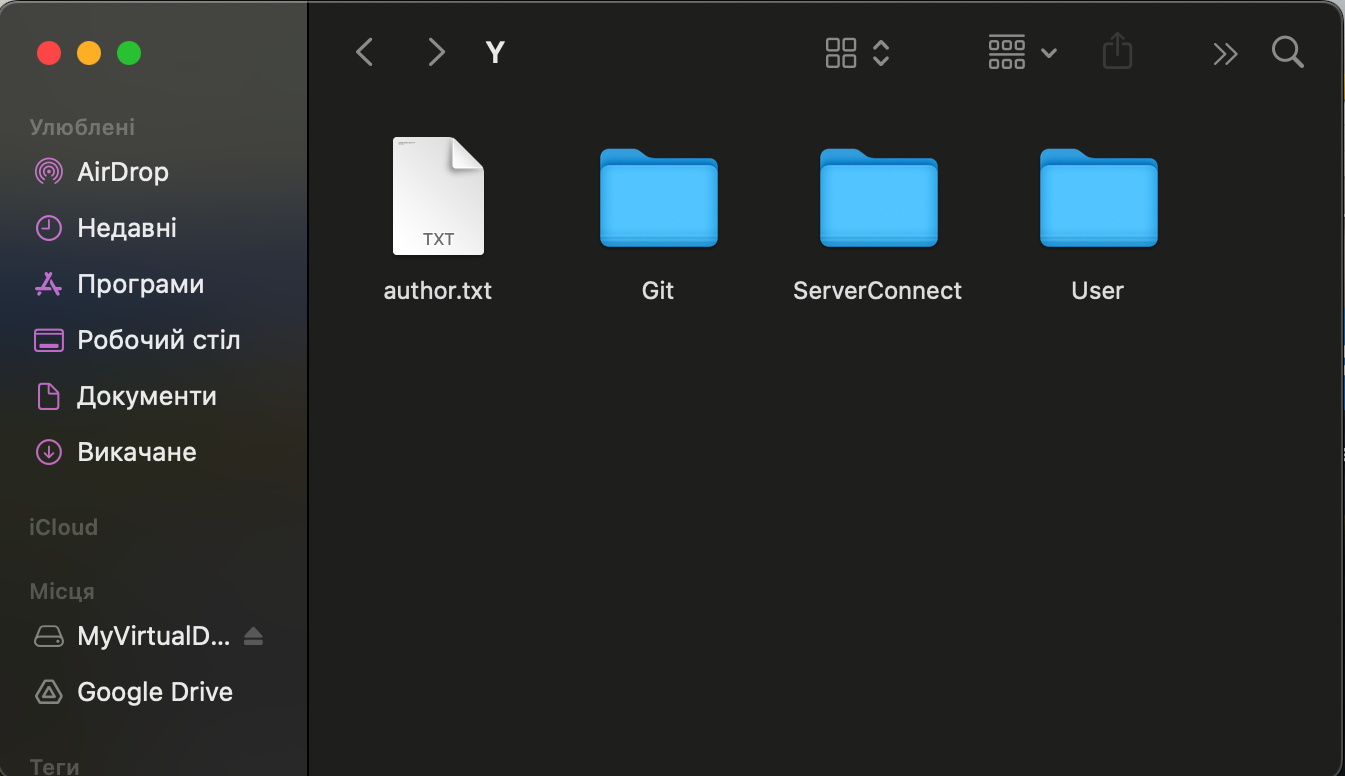 Y
Улюблені
AirDrop
Недавні
Програми
Робочий стіл
Документи
Викачане
iCloud
Місця
MyVirtualD...
Google Drive
Теги
TXT
author.txt
Git
ServerConnect
User